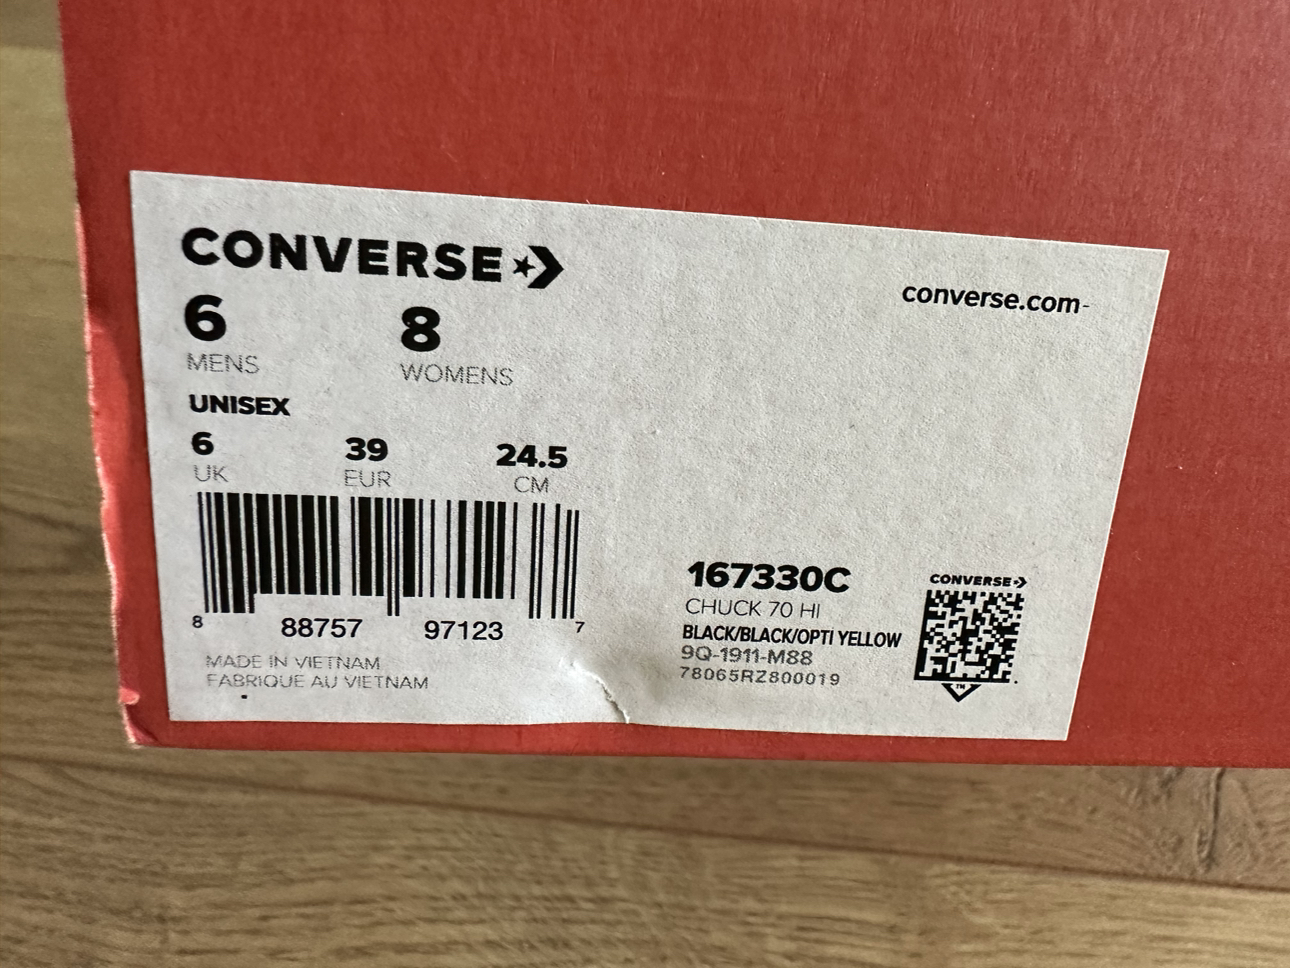 CONVERSE
converse.com
6 8
MENS WOMENS
UNISEX
6 39 24.5
UK EUR CM
8 88757 97123 7
MADE IN VIETNAM
FABRIQUE AU VIETNAM
167330C
CHUCK 70 HI
BLACK/BLACK/OPTI YELLOW
9Q-1911-M88
78065RZ800019
CONVERSE
TM